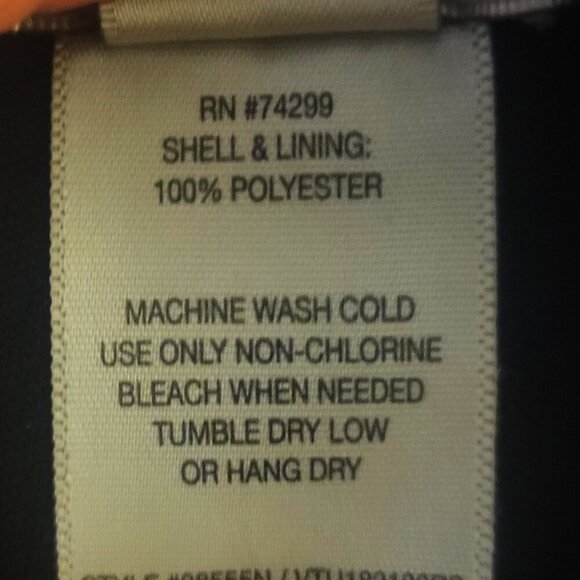 RN #74299
SHELL & LINING:
100% POLYESTER
MACHINE WASH COLD
USE ONLY NON-CHLORINE
BLEACH WHEN NEEDED
TUMBLE DRY LOW
OR HANG DRY